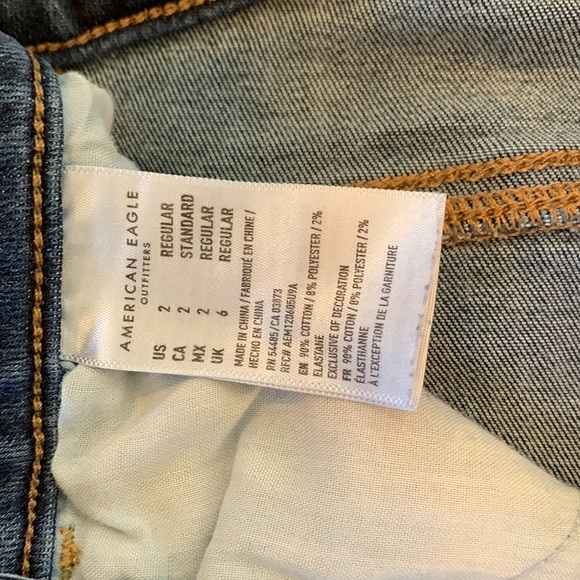 AMERICAN EAGLE
OUTFITTERS
US 2 REGULAR
CA 2 STANDARD
MX 2 REGULAR
UK 6 REGULAR
MADE IN CHINA / FABRIQUÉ EN CHINE /
HECHO EN CHINA
RN 54485/CA 03873
RFC# AEM120605U9A
EN 90% COTTON / 8% POLYESTER / 2%
ELASTANE
EXCLUSIVE OF DECORATION
FR 90% COTON / 8% POLYESTER / 2%
ÉLASTHANNE
À L'EXCEPTION DE LA GARNITURE